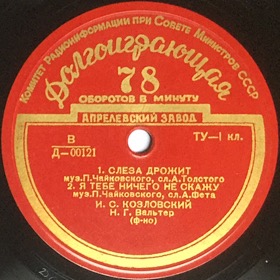 КОМИТЕТ РАДИОИНФОРМАЦИИ ПРИ СОВЕТЕ МИНИСТРОВ СССР
Долгоиграющая
78
ОБОРОТОВ В МИНУТУ
АПРЕЛЕВСКИЙ ЗАВОД
В
Д—00121
ТУ—I кл.
1. СЛЕЗА ДРОЖИТ
муз.П.Чайковского, сл.А.Толстого
2. Я ТЕБЕ НИЧЕГО НЕ СКАЖУ
муз.П.Чайковского, сл.А.Фета
И. С. КОЗЛОВСКИЙ
Н. Г. Вальтер
(ф-но)